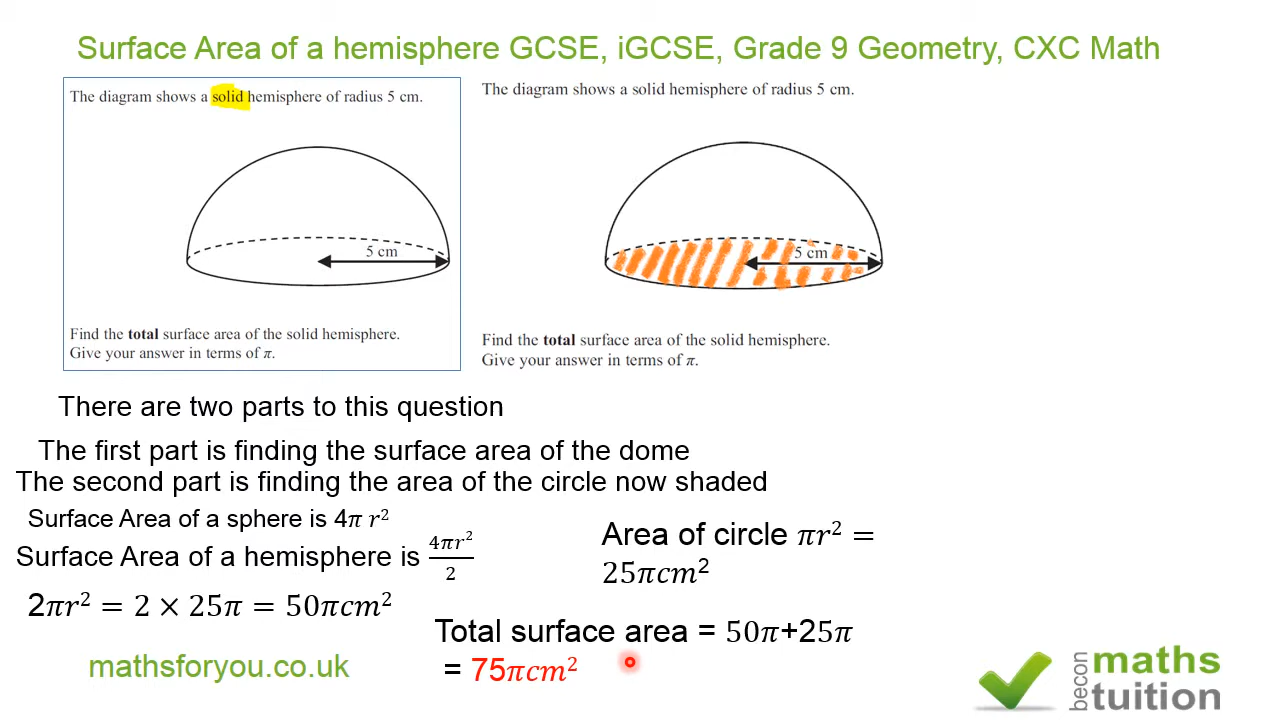 Surface Area of a hemisphere GCSE, iGCSE, Grade 9 Geometry, CXC Math
The diagram shows a solid hemisphere of radius 5 cm.
5 cm
Find the total surface area of the solid hemisphere.
Give your answer in terms of π.
The diagram shows a solid hemisphere of radius 5 cm.
5 cm
Find the total surface area of the solid hemisphere.
Give your answer in terms of π.
There are two parts to this question
The first part is finding the surface area of the dome
The second part is finding the area of the circle now shaded
Surface Area of a sphere is 4π r²
Surface Area of a hemisphere is 4πr²/2
2πr² = 2 × 25π = 50πcm²
Area of circle πr² =
25πcm²
Total surface area = 50π+25π
= 75πcm²
mathsforyou.co.uk
becon
maths
tuition